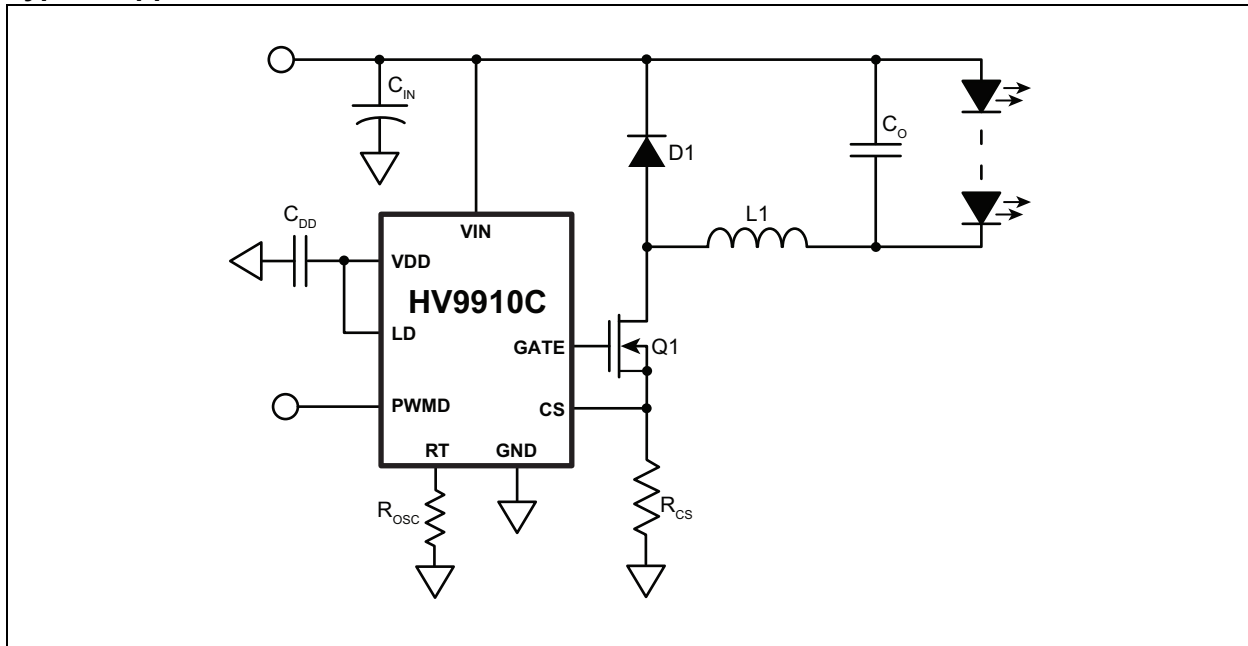 C_IN
C_O
D1
C_DD
VIN
L1
VDD
HV9910C
LD
GATE
Q1
PWMD
CS
RT
GND
R_OSC
R_CS